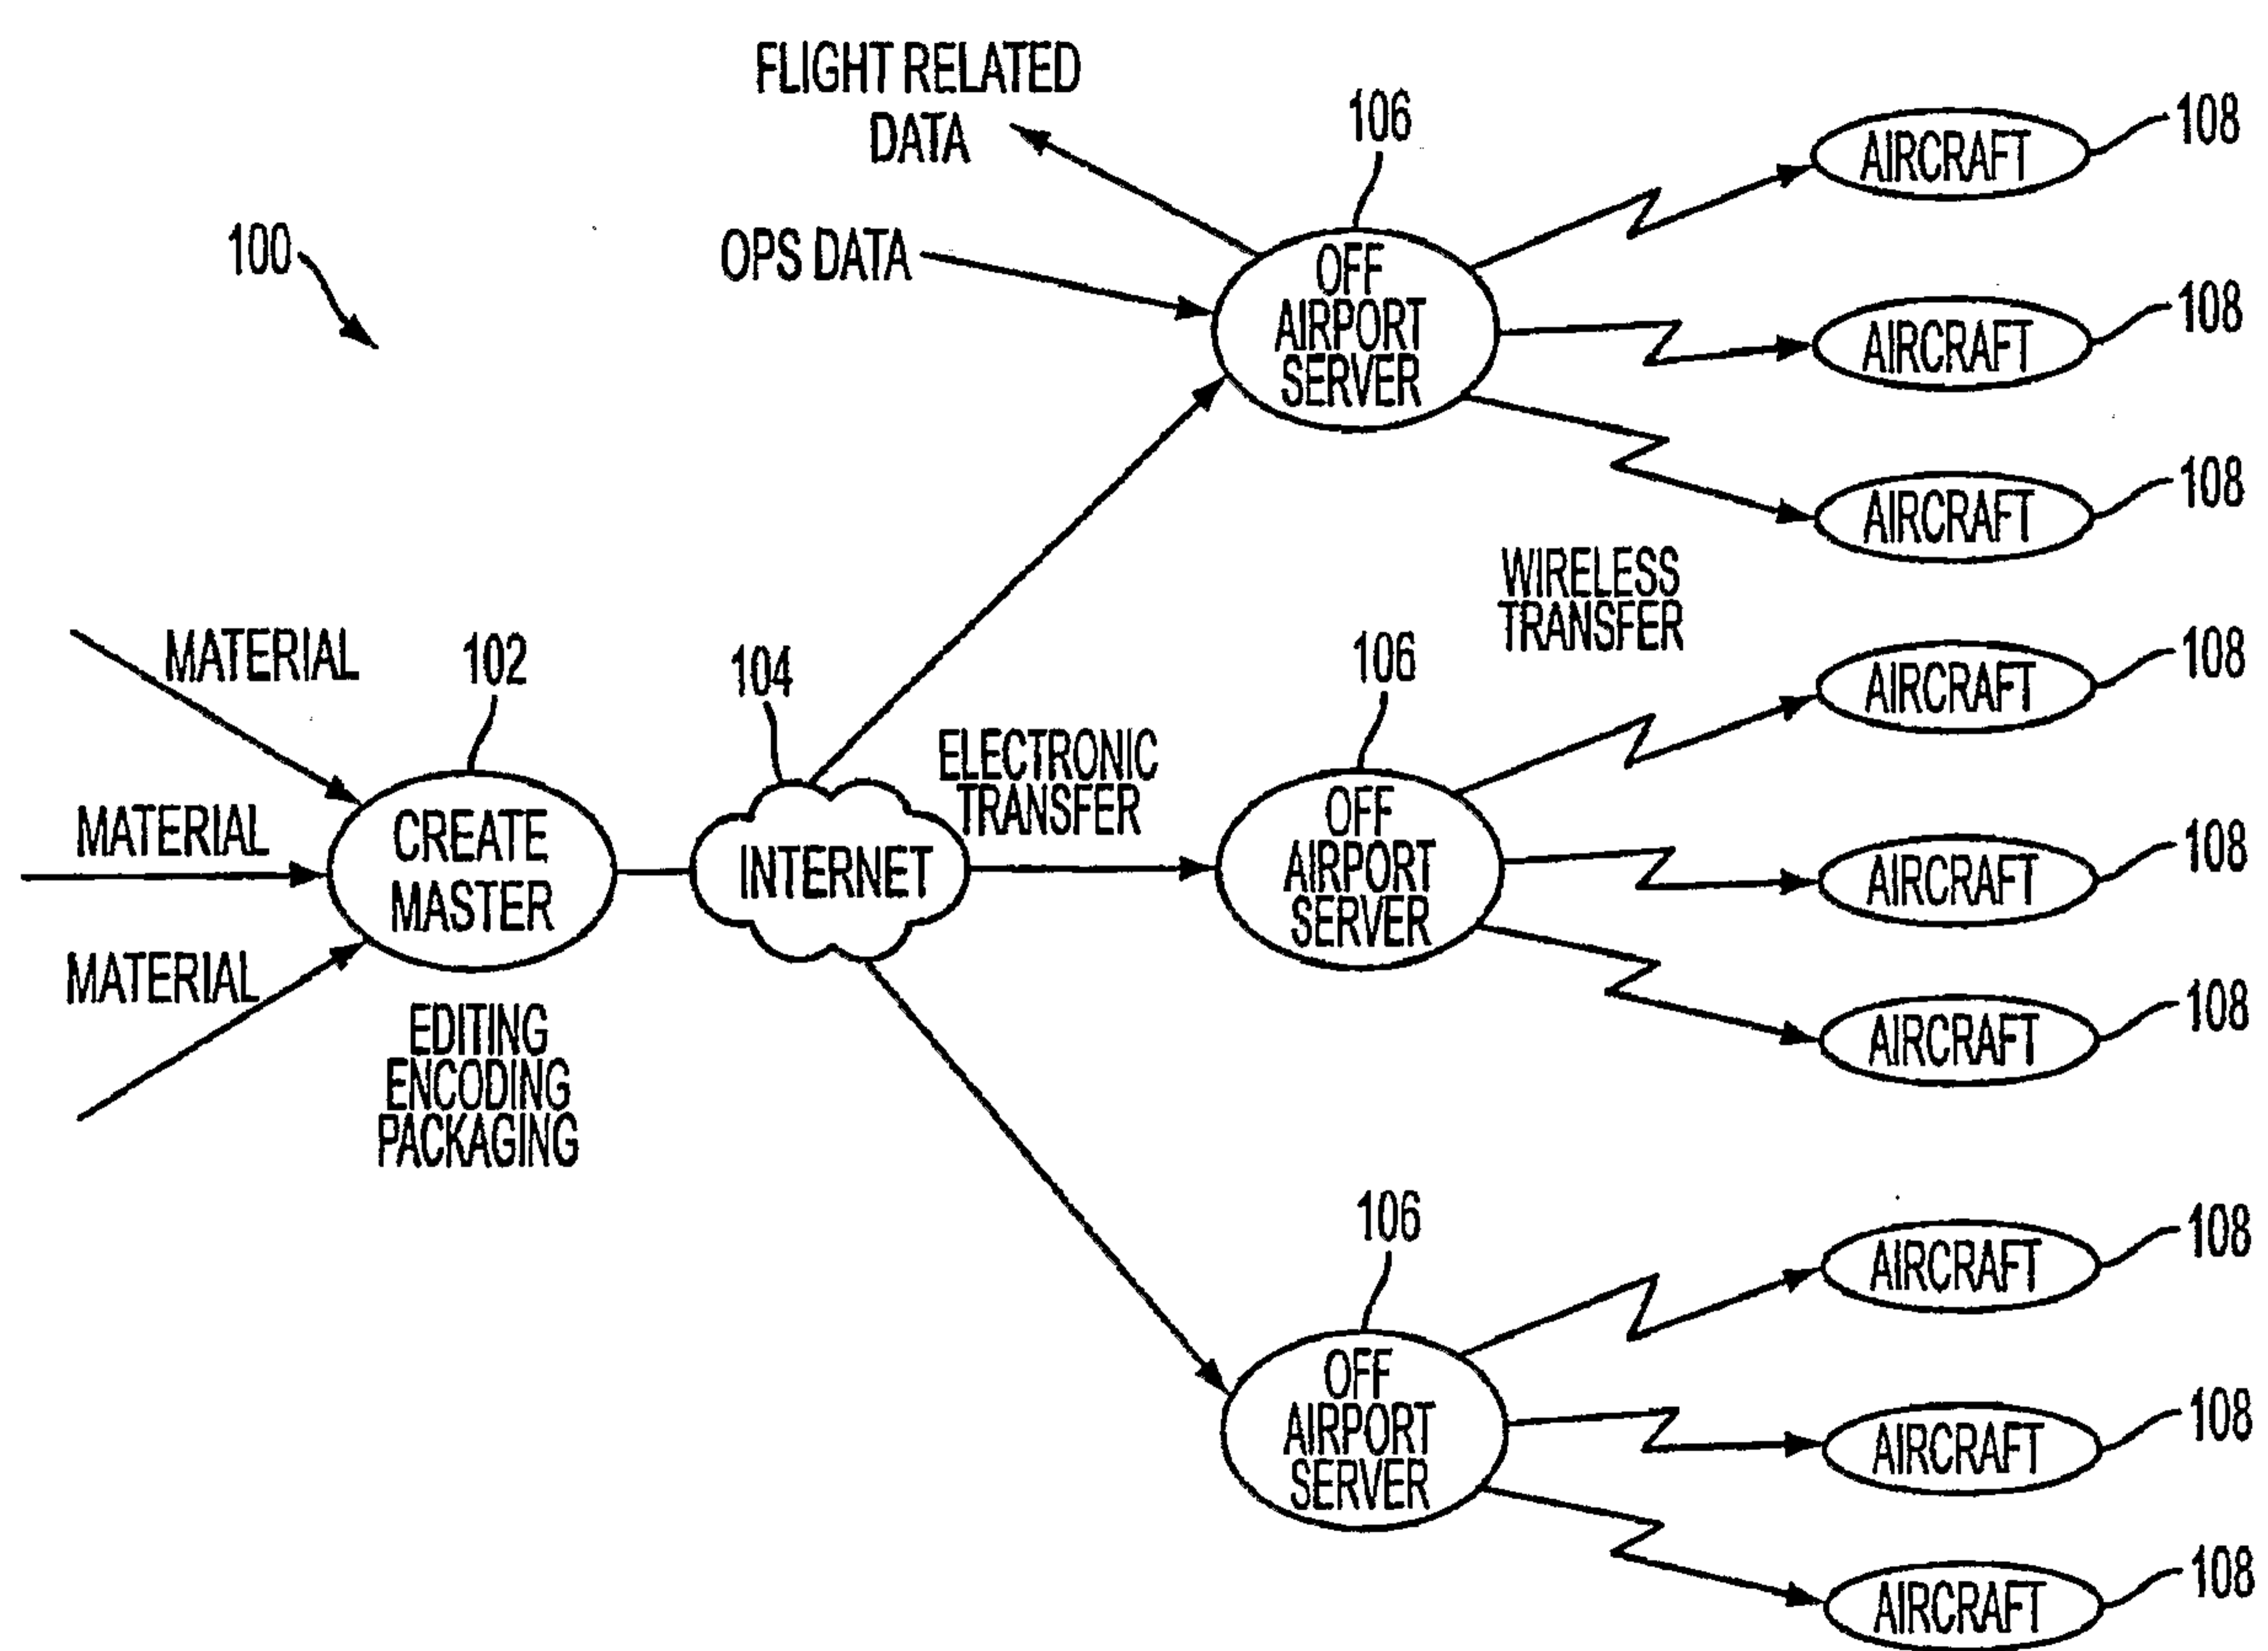 FLIGHT RELATED
DATA
106
108
AIRCRAFT
100
OPS DATA
OFF
AIRPORT
SERVER
108
AIRCRAFT
108
AIRCRAFT
WIRELESS
TRANSFER
MATERIAL
102
104
106
108
AIRCRAFT
ELECTRONIC
TRANSFER
MATERIAL
CREATE
MASTER
INTERNET
OFF
AIRPORT
SERVER
108
AIRCRAFT
MATERIAL
EDITING
ENCODING
PACKAGING
108
AIRCRAFT
106
108
AIRCRAFT
OFF
AIRPORT
SERVER
108
AIRCRAFT
108
AIRCRAFT